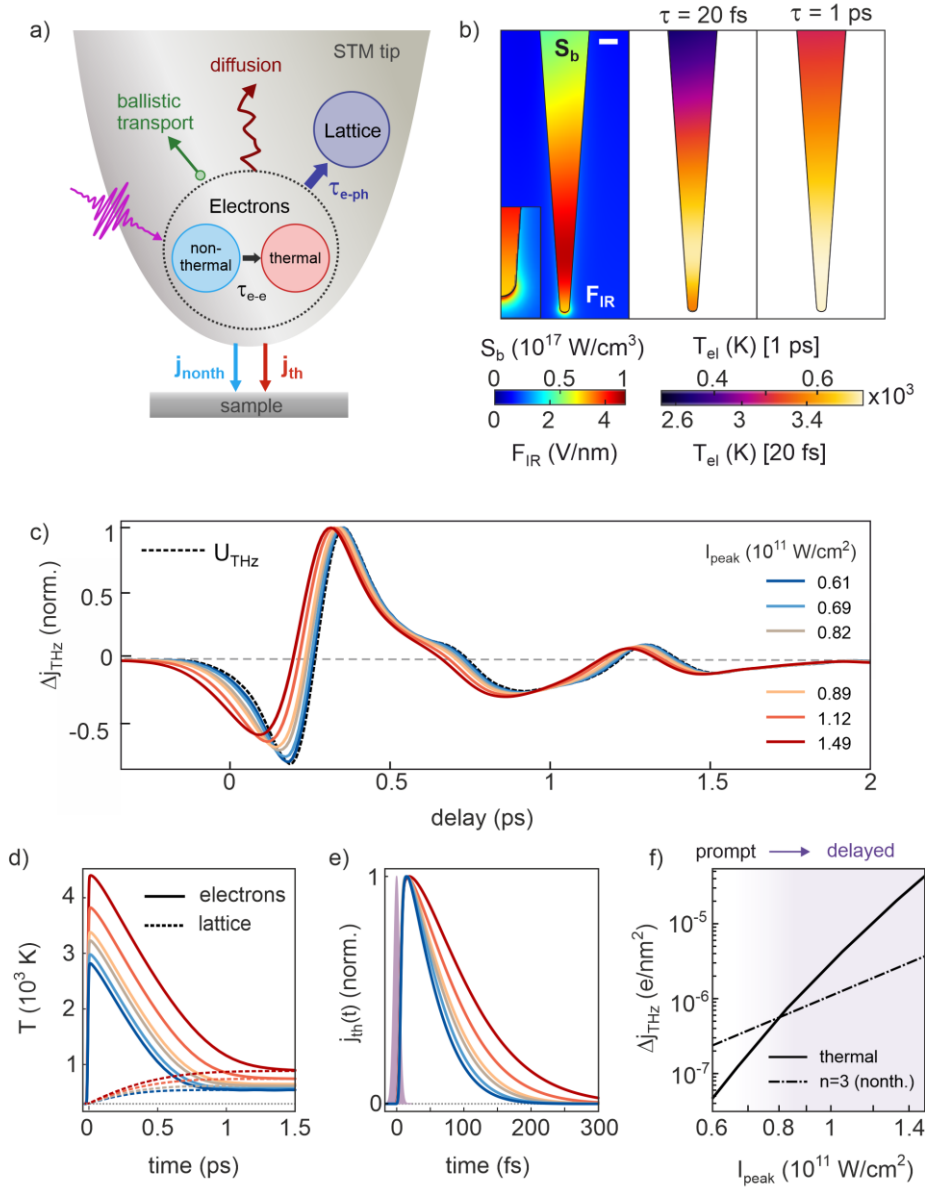 a)
STM tip
diffusion
ballistic
transport
Lattice
τe-ph
Electrons
non-
thermal
thermal
τe-e
jnonth
jth
sample
b)
τ = 20 fs
τ = 1 ps
Sb
FIR
Sb (10^17 W/cm^3)
0 0.5 1
0 2 4
FIR (V/nm)
Tel (K) [1 ps]
0.4 0.6
x10^3
2.6 3 3.4
Tel (K) [20 fs]
c)
UTHz
Ipeak (10^11 W/cm^2)
0.61
0.69
0.82
0.89
1.12
1.49
ΔjTHz (norm.)
1
0.5
0
-0.5
0 0.5 1 1.5 2
delay (ps)
d)
electrons
lattice
T (10^3 K)
4
3
2
1
0 0.5 1.0 1.5
time (ps)
e)
jth(t) (norm.)
1
0
0 100 200 300
time (fs)
f)
prompt → delayed
ΔjTHz (e/nm^2)
10^-5
10^-6
10^-7
thermal
n=3 (nonth.)
0.6 0.8 1 1.4
Ipeak (10^11 W/cm^2)